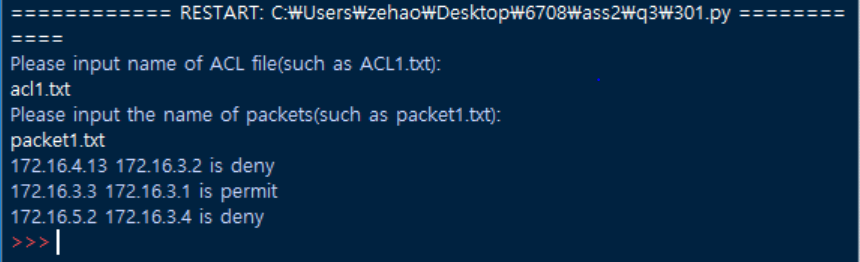 ============ RESTART: C:₩Users₩zehao₩Desktop₩6708₩ass2₩q3₩301.py ========
====
Please input name of ACL file(such as ACL1.txt):
acl1.txt
Please input the name of packets(such as packet1.txt):
packet1.txt
172.16.4.13 172.16.3.2 is deny
172.16.3.3 172.16.3.1 is permit
172.16.5.2 172.16.3.4 is deny
>>>